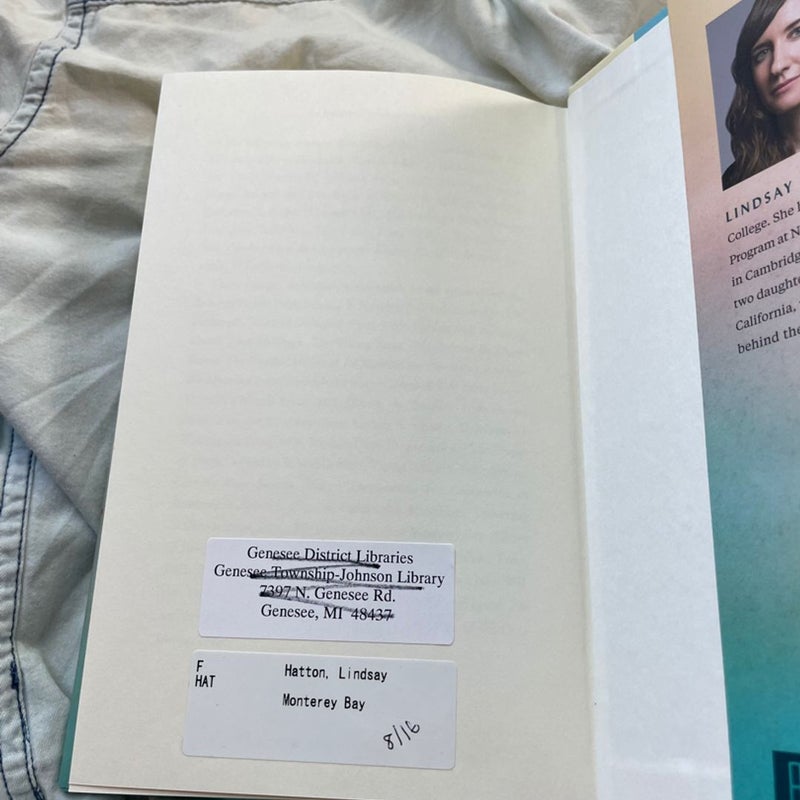 Genesee District Libraries
Genesee Township-Johnson Library
7397 N. Genesee Rd.
Genesee, MI 48437
F
HAT
Hatton, Lindsay
Monterey Bay
8/16
LINDSAY
College. She
Program at N
in Cambridg
two daughte
California,
behind the